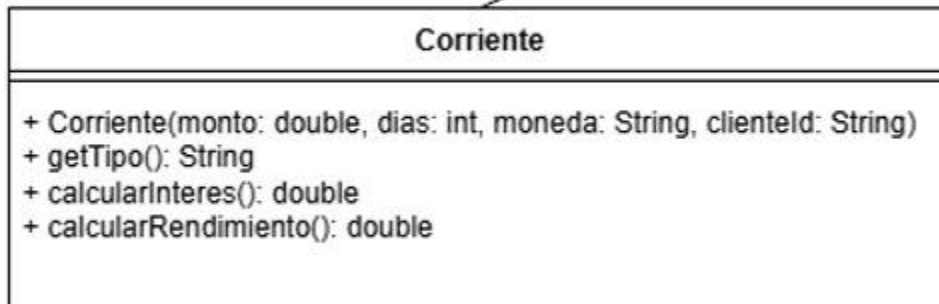 Corriente
+ Corriente(monto: double, dias: int, moneda: String, clienteId: String)
+ getTipo(): String
+ calcularInteres(): double
+ calcularRendimiento(): double